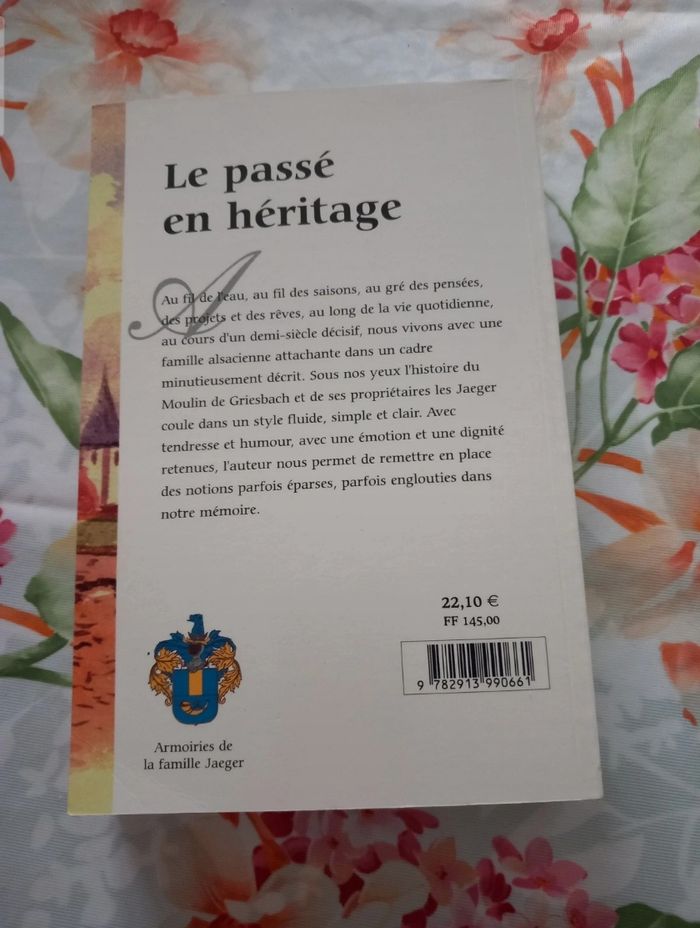 Le passé
en héritage
Au fil de l'eau, au fil des saisons, au gré des pensées,
des projets et des rêves, au long de la vie quotidienne,
au cours d'un demi-siècle décisif, nous vivons avec une
famille alsacienne attachante dans un cadre
minutieusement décrit. Sous nos yeux l'histoire du
Moulin de Griesbach et de ses propriétaires les Jaeger
coule dans un style fluide, simple et clair. Avec
tendresse et humour, avec une émotion et une dignité
retenues, l'auteur nous permet de remettre en place
des notions parfois éparses, parfois englouties dans
notre mémoire.
22,10 €
FF 145,00
9 782913 990661
Armoiries de
la famille Jaeger